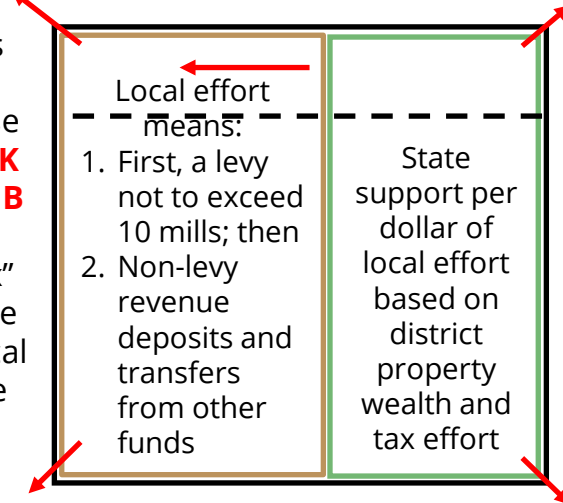 s
e
K
B
k”
e
cal
e
Local effort
means:
1. First, a levy
not to exceed
10 mills; then
2. Non-levy
revenue
deposits and
transfers
from other
funds
State
support per
dollar of
local effort
based on
district
property
wealth and
tax effort